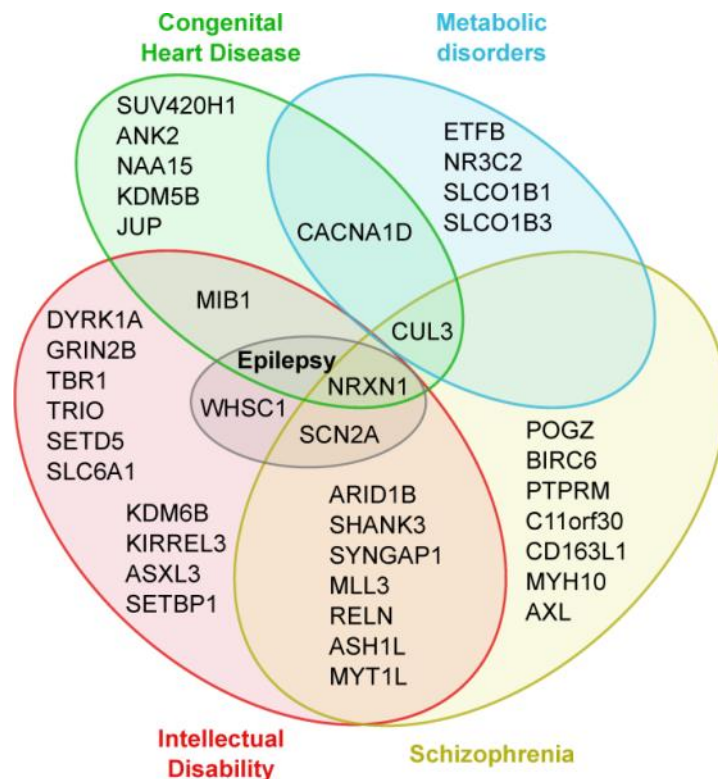 Congenital
Heart Disease
Metabolic
disorders
SUV420H1
ANK2
NAA15
KDM5B
JUP
ETFB
NR3C2
SLCO1B1
SLCO1B3
CACNA1D
MIB1
CUL3
DYRK1A
GRIN2B
TBR1
TRIO
SETD5
SLC6A1
Epilepsy
NRXN1
WHSC1
SCN2A
KDM6B
KIRREL3
ASXL3
SETBP1
ARID1B
SHANK3
SYNGAP1
MLL3
RELN
ASH1L
MYT1L
POGZ
BIRC6
PTPRM
C11orf30
CD163L1
MYH10
AXL
Intellectual
Disability
Schizophrenia